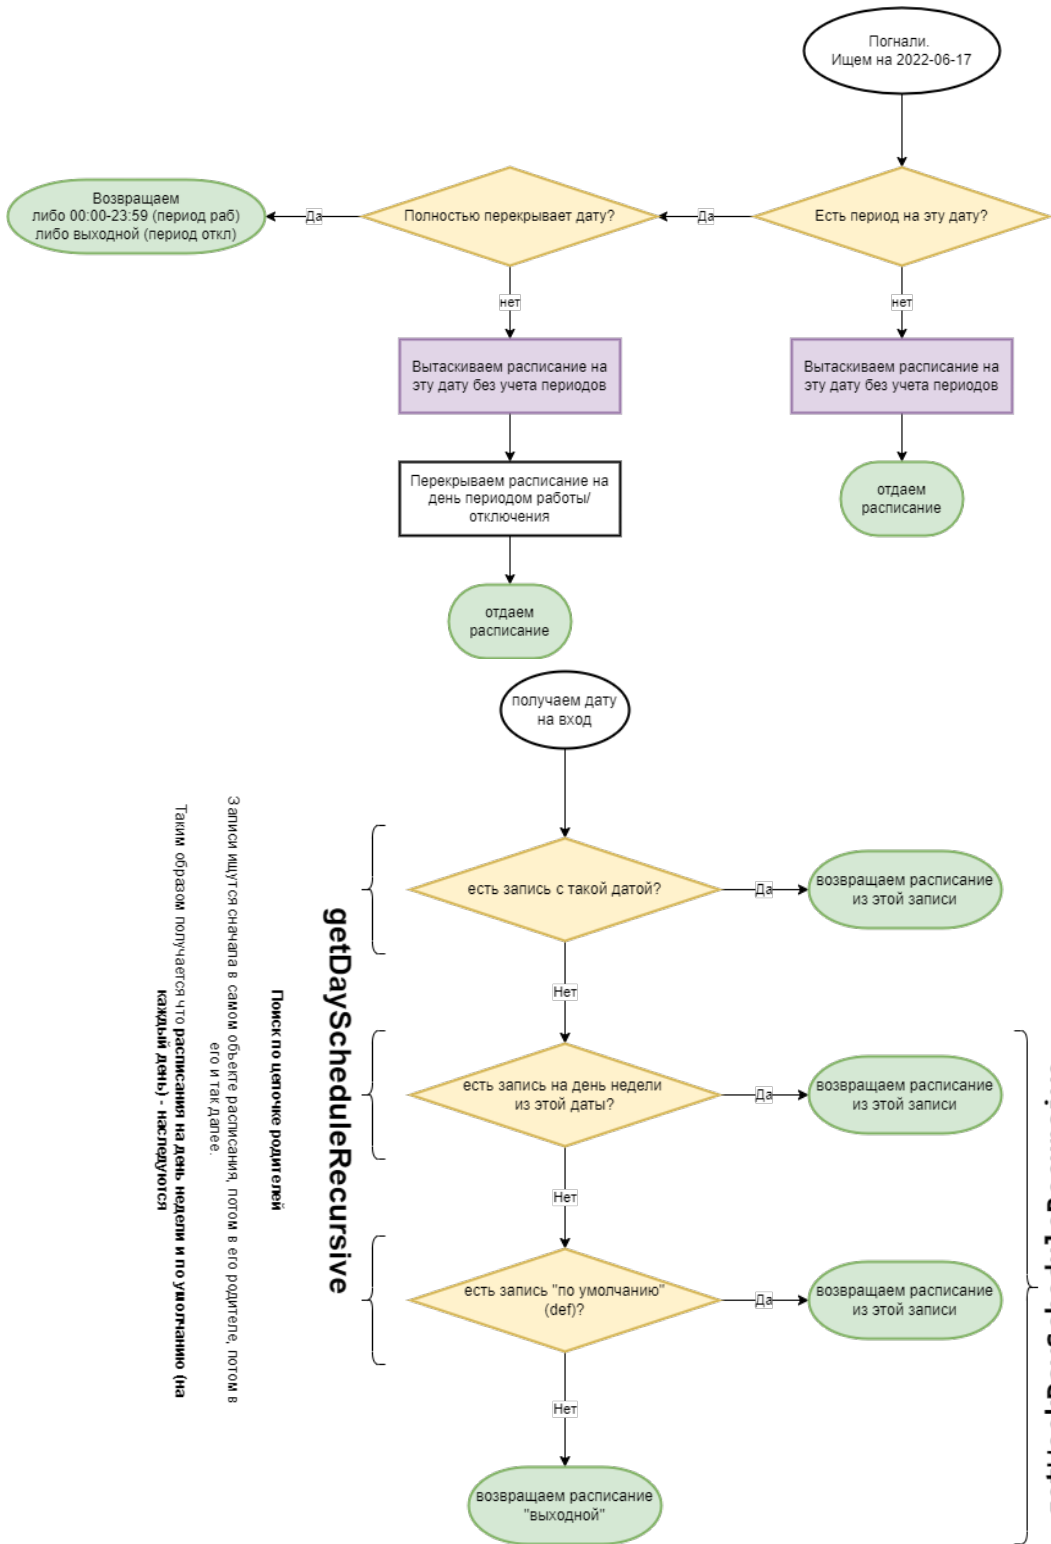 Погнали.
Ищем на 2022-06-17
Есть период на эту дату?
Да
Полностью перекрывает дату?
Да
Возвращаем
либо 00:00-23:59 (период раб)
либо выходной (период откл)
нет
нет
Вытаскиваем расписание на
эту дату без учета периодов
Вытаскиваем расписание на
эту дату без учета периодов
Перекрываем расписание на
день периодом работы/
отключения
отдаем
расписание
отдаем
расписание
получаем дату
на вход
есть запись с такой датой?
Да
возвращаем расписание
из этой записи
Нет
есть запись на день недели
из этой даты?
Да
возвращаем расписание
из этой записи
Нет
есть запись "по умолчанию"
(def)?
Да
возвращаем расписание
из этой записи
Нет
возвращаем расписание
"выходной"
getDayScheduleRecursive
Поиск по цепочке родителей
Записи ищутся сначала в самом объекте расписания, потом в его родителе, потом в
его и так далее.
Таким образом получается что расписания на день недели и по умолчанию (на
каждый день) - наследуются